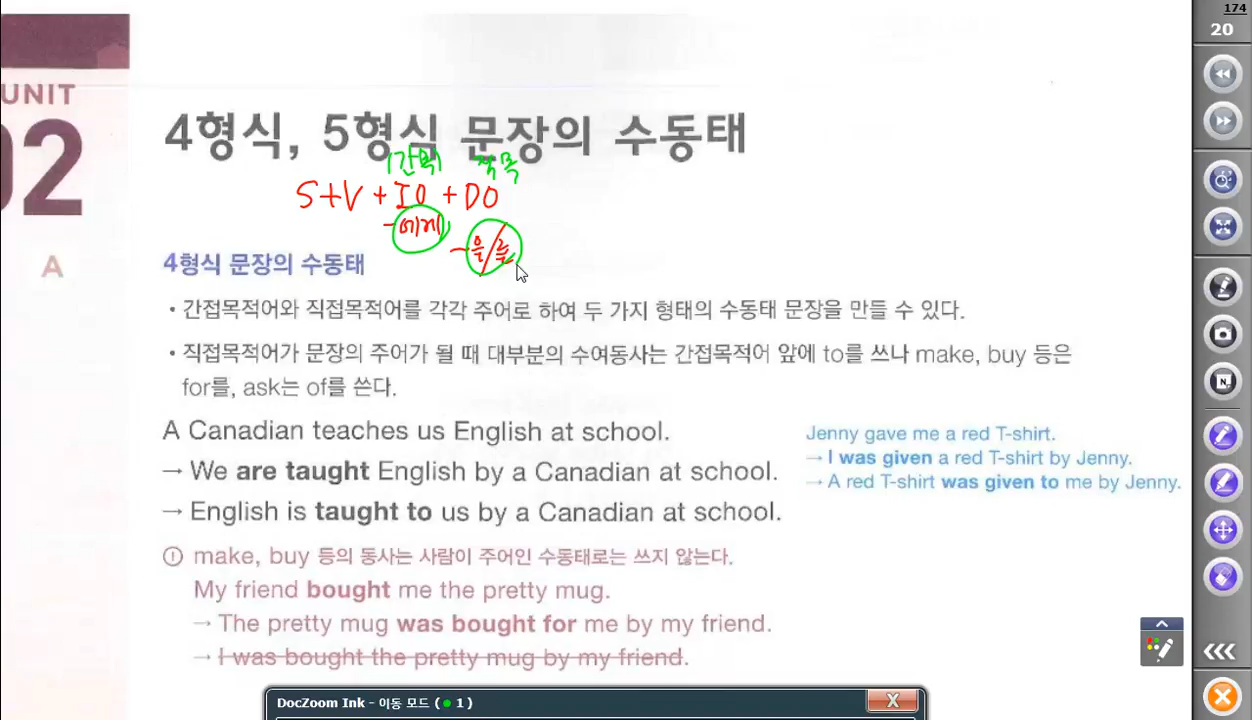 174
20
UNIT
02
4형식, 5형식 문장의 수동태
(간목) 직목
S+V +IO + DO
~에게
~을/를
A
4형식 문장의 수동태
• 간접목적어와 직접목적어를 각각 주어로 하여 두 가지 형태의 수동태 문장을 만들 수 있다.
• 직접목적어가 문장의 주어가 될 때 대부분의 수여동사는 간접목적어 앞에 to를 쓰나 make, buy 등은
for를, ask는 of를 쓴다.
A Canadian teaches us English at school.
→ We are taught English by a Canadian at school.
→ English is taught to us by a Canadian at school.
Jenny gave me a red T-shirt.
→ I was given a red T-shirt by Jenny.
→ A red T-shirt was given to me by Jenny.
! make, buy 등의 동사는 사람이 주어인 수동태로는 쓰지 않는다.
My friend bought me the pretty mug.
→ The pretty mug was bought for me by my friend.
→ I was bought the pretty mug by my friend.
DocZoom Ink - 이동 모드 ( ● 1 )
X